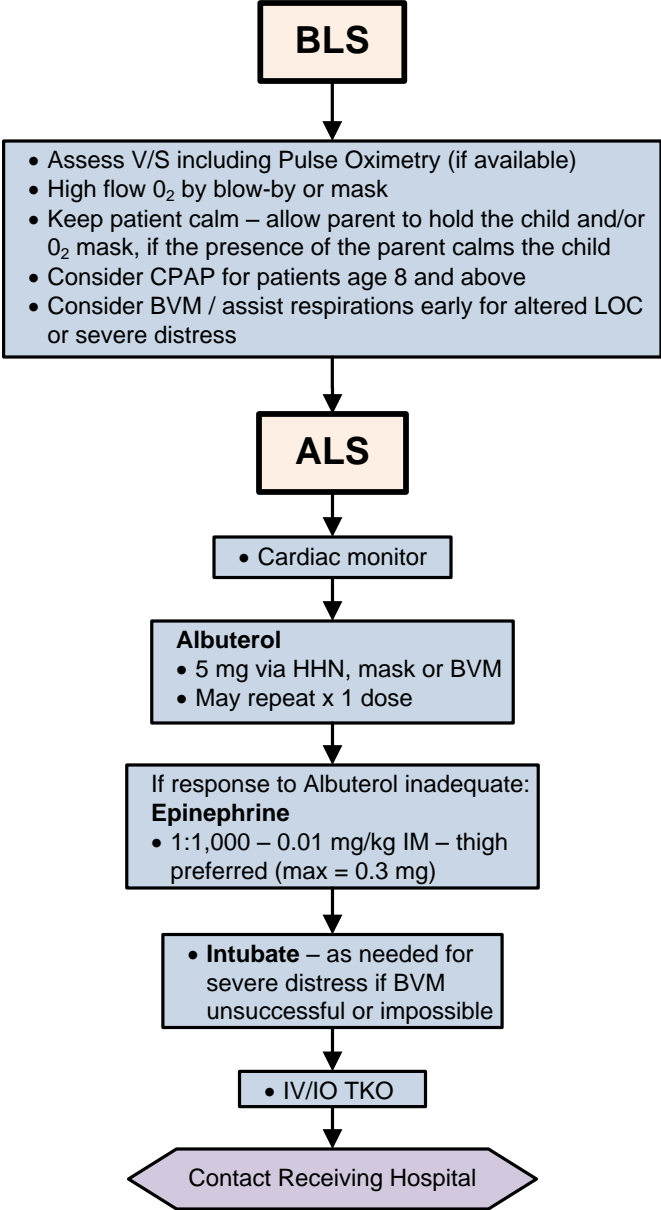 BLS
• Assess V/S including Pulse Oximetry (if available)
• High flow 0₂ by blow-by or mask
• Keep patient calm – allow parent to hold the child and/or
0₂ mask, if the presence of the parent calms the child
• Consider CPAP for patients age 8 and above
• Consider BVM / assist respirations early for altered LOC
or severe distress
ALS
• Cardiac monitor
Albuterol
• 5 mg via HHN, mask or BVM
• May repeat x 1 dose
If response to Albuterol inadequate:
Epinephrine
• 1:1,000 – 0.01 mg/kg IM – thigh
preferred (max = 0.3 mg)
• Intubate – as needed for
severe distress if BVM
unsuccessful or impossible
• IV/IO TKO
Contact Receiving Hospital